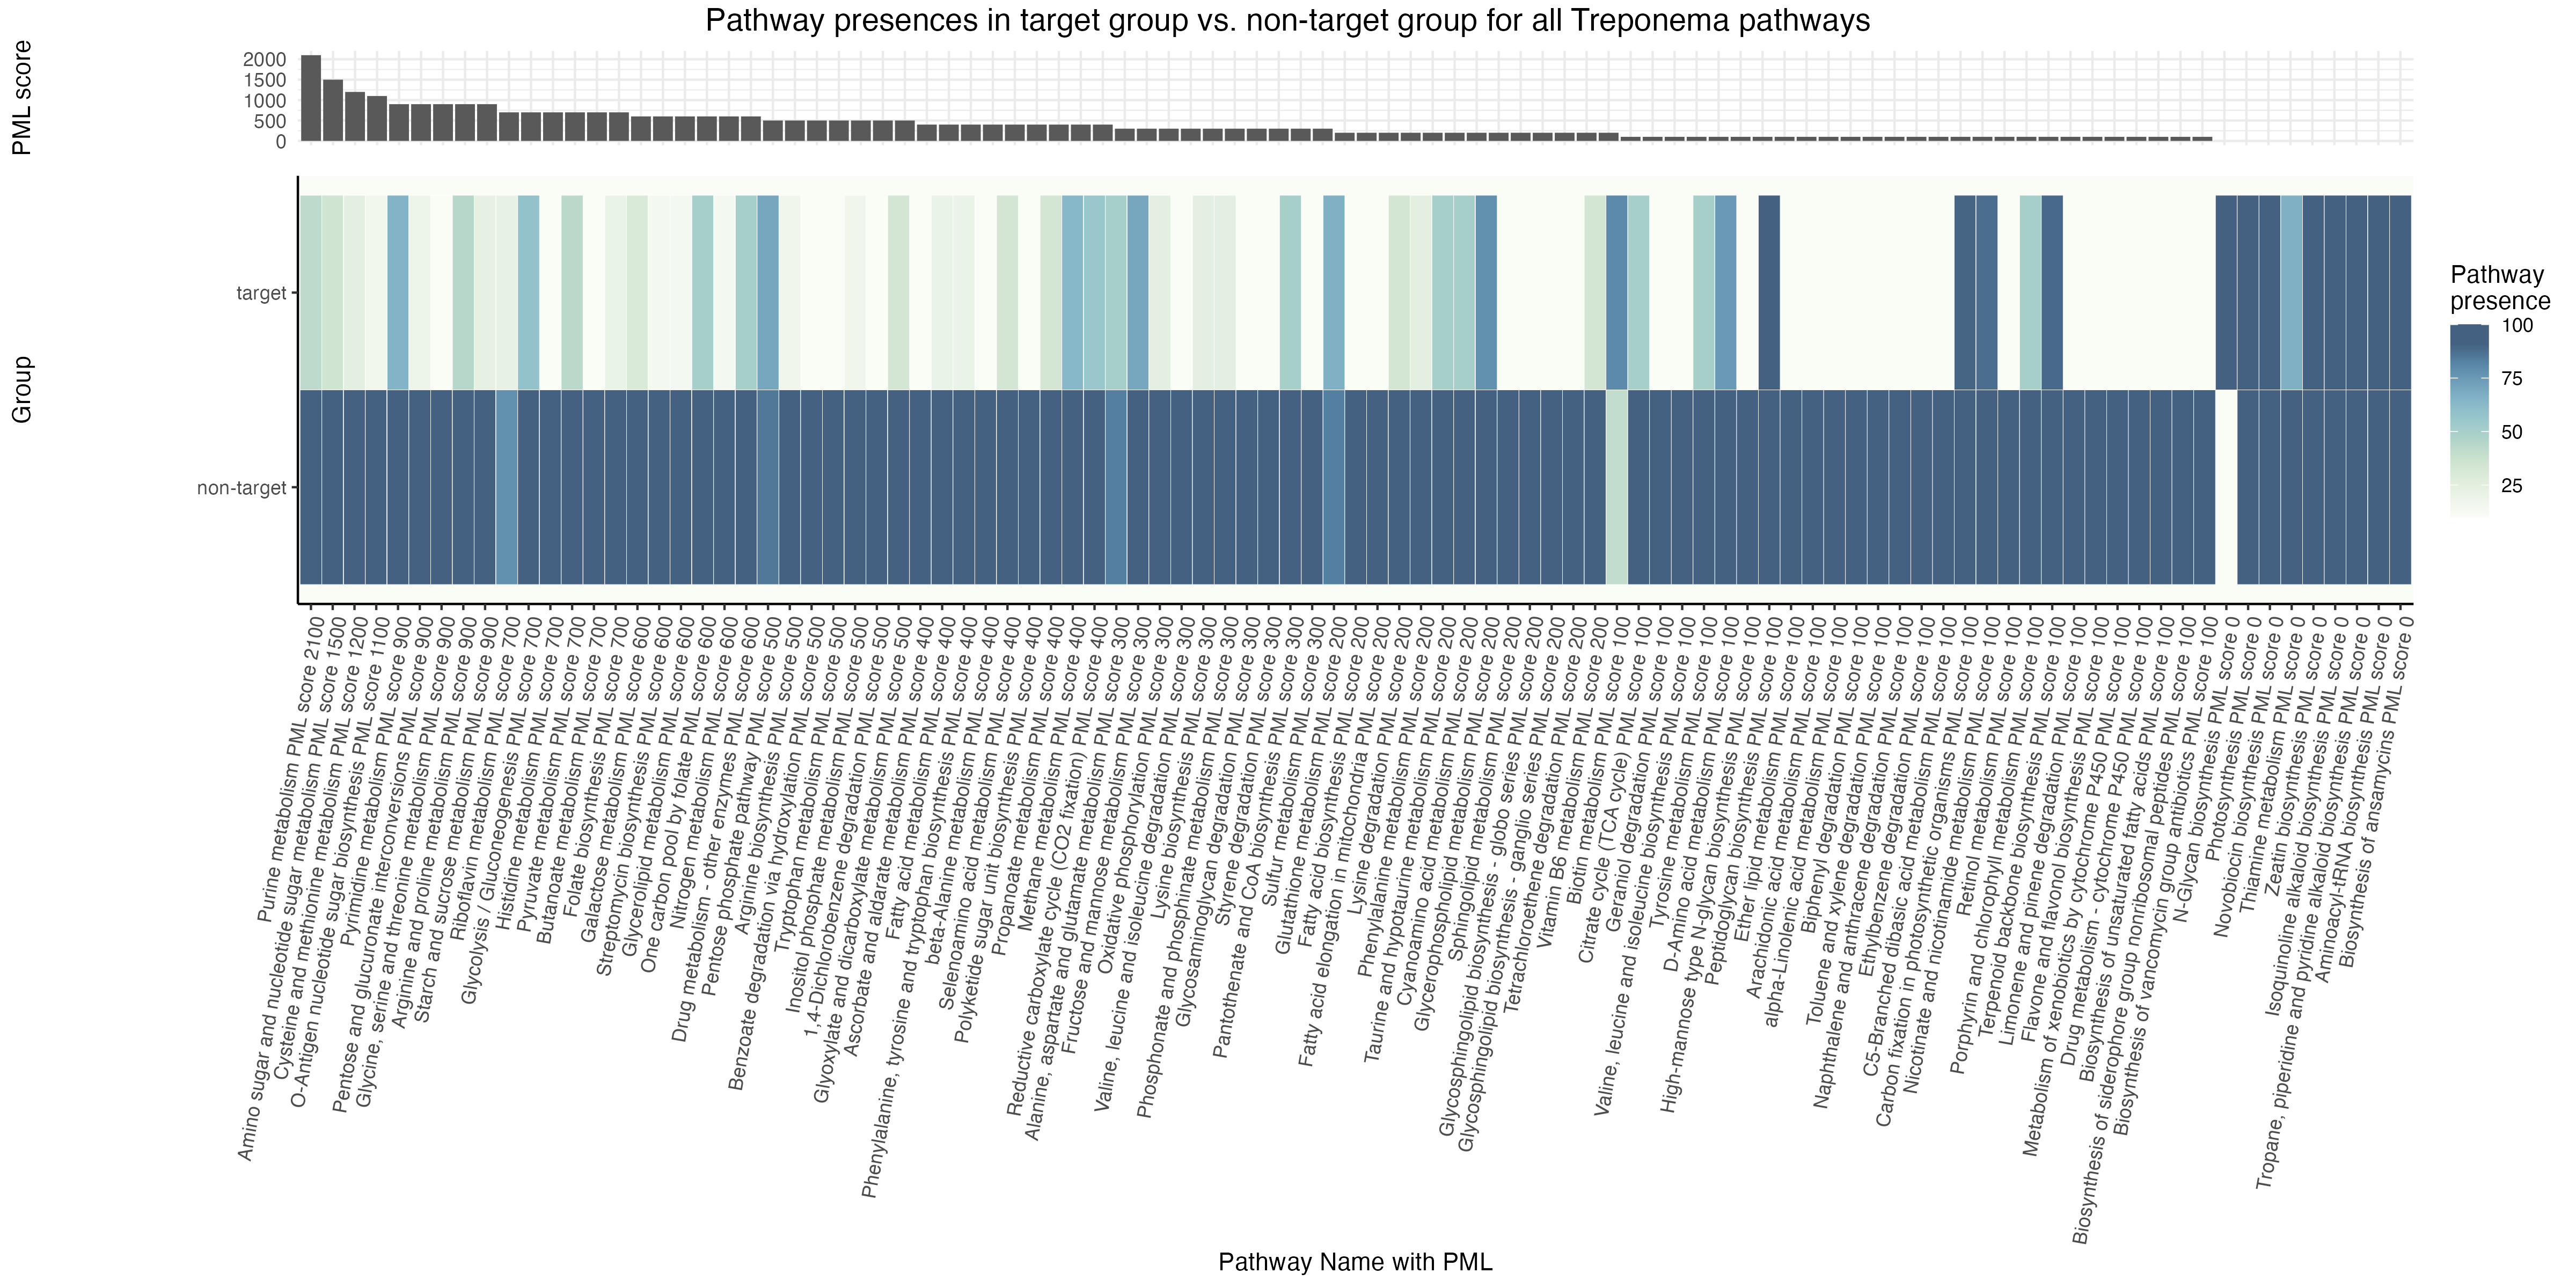 Pathway presences in target group vs. non-target group for all Treponema pathways
PML score
2000
1500
1000
500
0
Group
target
non-target
Pathway
presence
100
75
50
25
Purine metabolism PML score 2100
Amino sugar and nucleotide sugar metabolism PML score 1500
Cysteine and methionine metabolism PML score 1200
O-Antigen nucleotide sugar biosynthesis PML score 1100
Pyrimidine metabolism PML score 900
Pentose and glucuronate interconversions PML score 900
Glycine, serine and threonine metabolism PML score 900
Arginine and proline metabolism PML score 900
Starch and sucrose metabolism PML score 900
Riboflavin metabolism PML score 700
Glycolysis / Gluconeogenesis PML score 700
Histidine metabolism PML score 700
Pyruvate metabolism PML score 700
Butanoate metabolism PML score 700
Folate biosynthesis PML score 700
Galactose metabolism PML score 600
Streptomycin biosynthesis PML score 600
Glycerolipid metabolism PML score 600
One carbon pool by folate PML score 600
Nitrogen metabolism PML score 600
Drug metabolism - other enzymes PML score 600
Pentose phosphate pathway PML score 500
Arginine biosynthesis PML score 500
Benzoate degradation via hydroxylation PML score 500
Tryptophan metabolism PML score 500
Inositol phosphate metabolism PML score 500
1,4-Dichlorobenzene degradation PML score 500
Glyoxylate and dicarboxylate metabolism PML score 500
Ascorbate and aldarate metabolism PML score 400
Fatty acid metabolism PML score 400
Phenylalanine, tyrosine and tryptophan biosynthesis PML score 400
beta-Alanine metabolism PML score 400
Selenoamino acid metabolism PML score 400
Polyketide sugar unit biosynthesis PML score 400
Propanoate metabolism PML score 400
Methane metabolism PML score 400
Reductive carboxylate cycle (CO2 fixation) PML score 400
Alanine, aspartate and glutamate metabolism PML score 300
Fructose and mannose metabolism PML score 300
Oxidative phosphorylation PML score 300
Valine, leucine and isoleucine degradation PML score 300
Lysine biosynthesis PML score 300
Phosphonate and phosphinate metabolism PML score 300
Glycosaminoglycan degradation PML score 300
Styrene degradation PML score 300
Pantothenate and CoA biosynthesis PML score 300
Sulfur metabolism PML score 300
Glutathione metabolism PML score 200
Fatty acid biosynthesis PML score 200
Fatty acid elongation in mitochondria PML score 200
Lysine degradation PML score 200
Phenylalanine metabolism PML score 200
Taurine and hypotaurine metabolism PML score 200
Cyanoamino acid metabolism PML score 200
Glycerophospholipid metabolism PML score 200
Sphingolipid metabolism PML score 200
Glycosphingolipid biosynthesis - globo series PML score 200
Glycosphingolipid biosynthesis - ganglio series PML score 200
Tetrachloroethene degradation PML score 200
Vitamin B6 metabolism PML score 200
Biotin metabolism PML score 100
Citrate cycle (TCA cycle) PML score 100
Geraniol degradation PML score 100
Valine, leucine and isoleucine biosynthesis PML score 100
Tyrosine metabolism PML score 100
D-Amino acid metabolism PML score 100
High-mannose type N-glycan biosynthesis PML score 100
Peptidoglycan biosynthesis PML score 100
Ether lipid metabolism PML score 100
Arachidonic acid metabolism PML score 100
alpha-Linolenic acid metabolism PML score 100
Biphenyl degradation PML score 100
Toluene and xylene degradation PML score 100
Naphthalene and anthracene degradation PML score 100
Ethylbenzene degradation PML score 100
C5-Branched dibasic acid metabolism PML score 100
Carbon fixation in photosynthetic organisms PML score 100
Nicotinate and nicotinamide metabolism PML score 100
Retinol metabolism PML score 100
Porphyrin and chlorophyll metabolism PML score 100
Terpenoid backbone biosynthesis PML score 100
Limonene and pinene degradation PML score 100
Flavone and flavonol biosynthesis PML score 100
Metabolism of xenobiotics by cytochrome P450 PML score 100
Drug metabolism - cytochrome P450 PML score 100
Biosynthesis of unsaturated fatty acids PML score 100
Biosynthesis of siderophore group nonribosomal peptides PML score 100
Biosynthesis of vancomycin group antibiotics PML score 100
N-Glycan biosynthesis PML score 0
Photosynthesis PML score 0
Novobiocin biosynthesis PML score 0
Thiamine metabolism PML score 0
Zeatin biosynthesis PML score 0
Isoquinoline alkaloid biosynthesis PML score 0
Tropane, piperidine and pyridine alkaloid biosynthesis PML score 0
Aminoacyl-tRNA biosynthesis PML score 0
Biosynthesis of ansamycins PML score 0
Pathway Name with PML